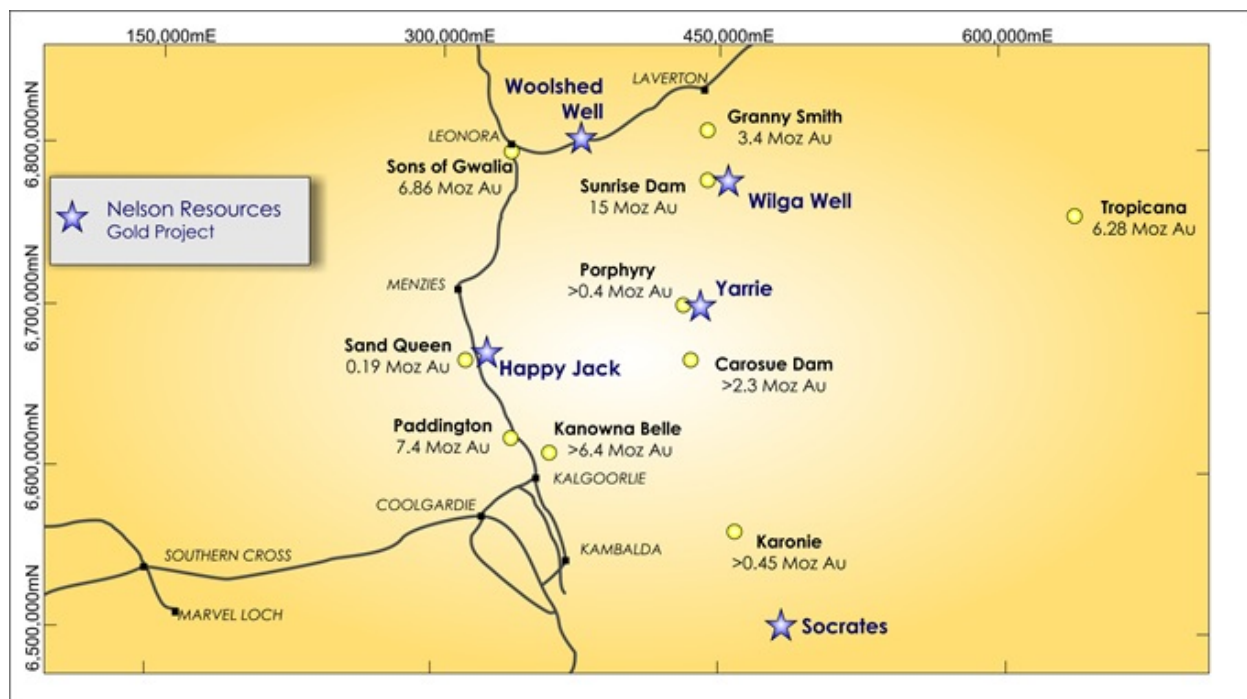 150,000mE
300,000mE
450,000mE
600,000mE
6,800,000mN
6,700,000mN
6,600,000mN
6,500,000mN
LAVERTON
Woolshed
Well
Granny Smith
3.4 Moz Au
LEONORA
Sons of Gwalia
6.86 Moz Au
Sunrise Dam
15 Moz Au
Wilga Well
Tropicana
6.28 Moz Au
Nelson Resources
Gold Project
Porphyry
>0.4 Moz Au
Yarrie
MENZIES
Sand Queen
0.19 Moz Au
Happy Jack
Carosue Dam
>2.3 Moz Au
Paddington
7.4 Moz Au
Kanowna Belle
>6.4 Moz Au
KALGOORLIE
COOLGARDIE
SOUTHERN CROSS
KAMBALDA
Karonie
>0.45 Moz Au
MARVEL LOCH
Socrates